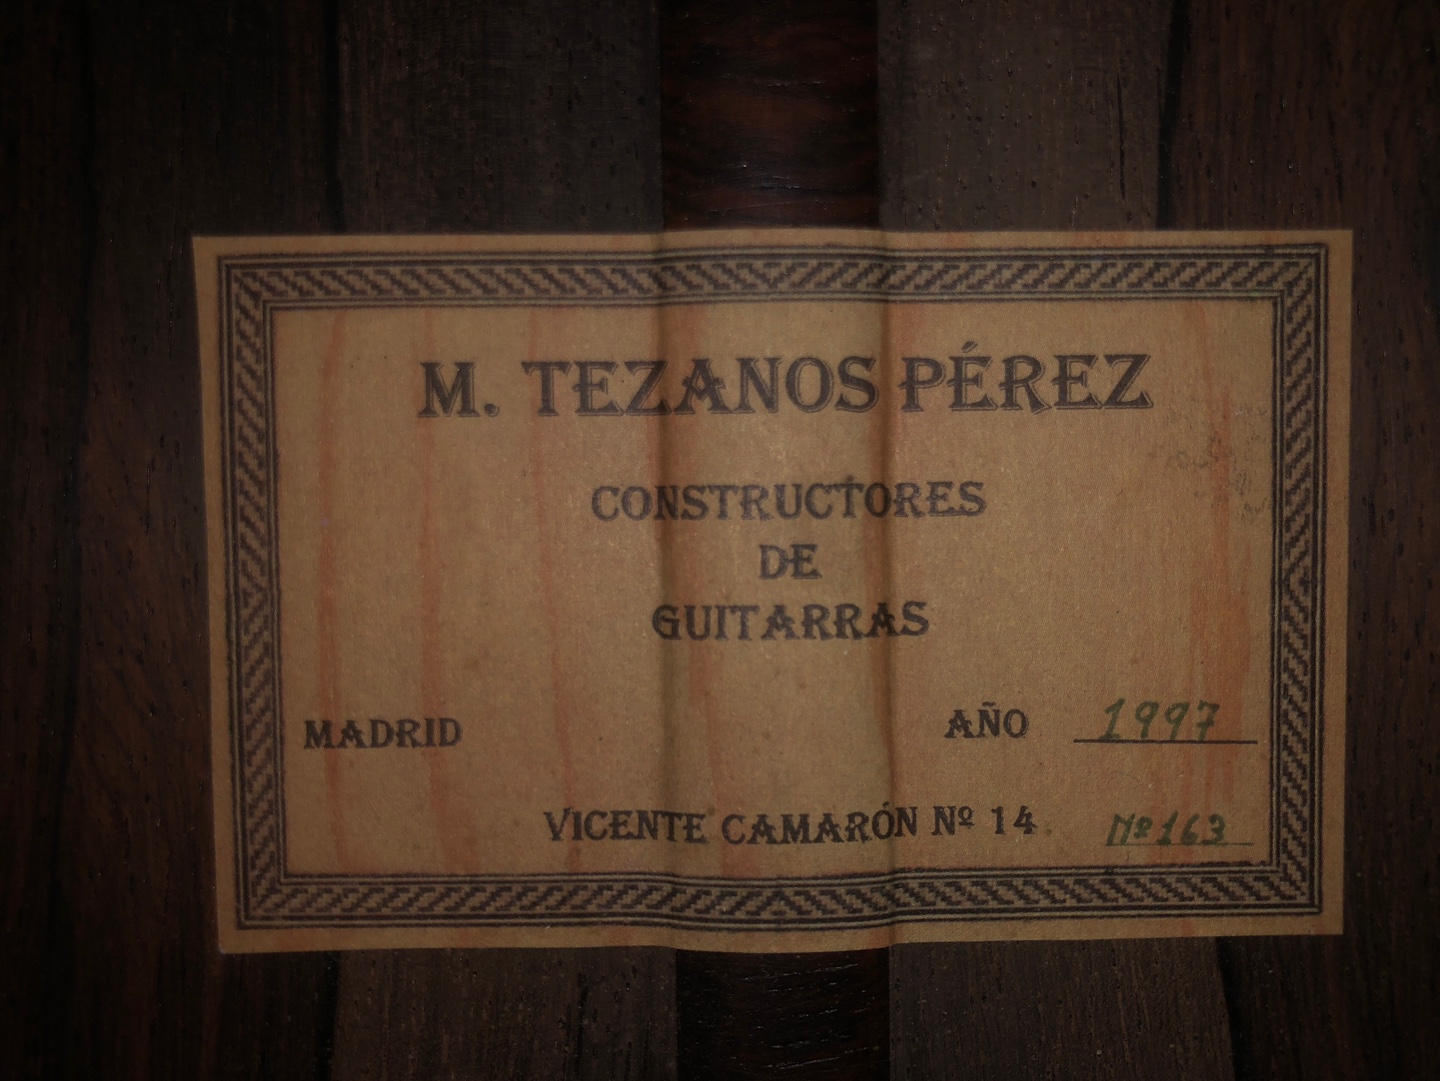 M. TEZANOS PÉREZ
CONSTRUCTORES
DE
GUITARRAS
MADRID
AÑO 1997
VICENTE CAMARÓN Nº 14
Nº 163